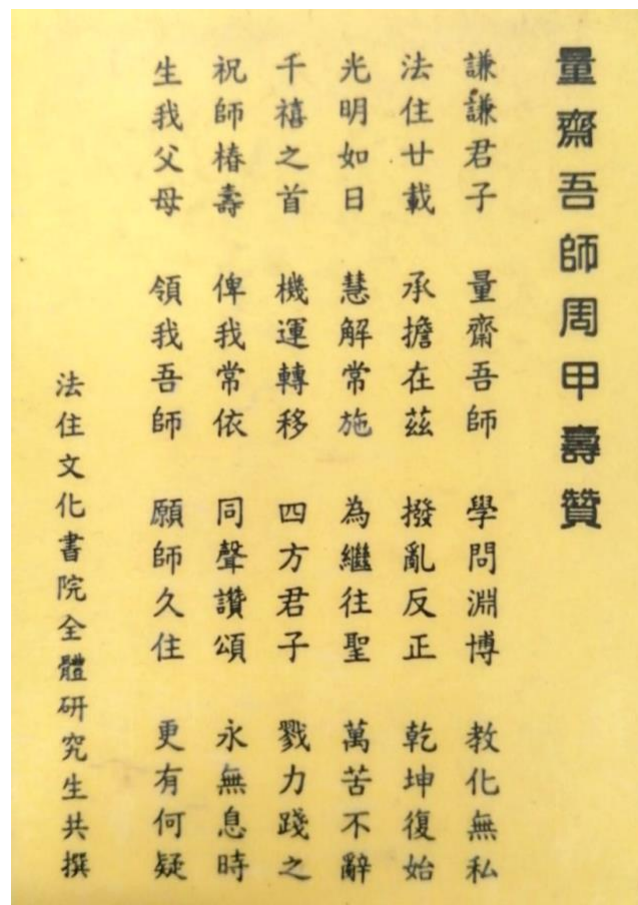 量齋吾師周甲壽贊
謙謙君子 量齋吾師 學問淵博 教化無私
法住廿載 承擔在茲 撥亂反正 乾坤復始
光明如日 慧解常施 為繼往聖 萬苦不辭
千禧之首 機運轉移 四方君子 戮力踐之
祝師椿壽 俾我常依 同聲讚頌 永無息時
生我父母 領我吾師 願師久住 更有何疑
法住文化書院全體研究生共撰